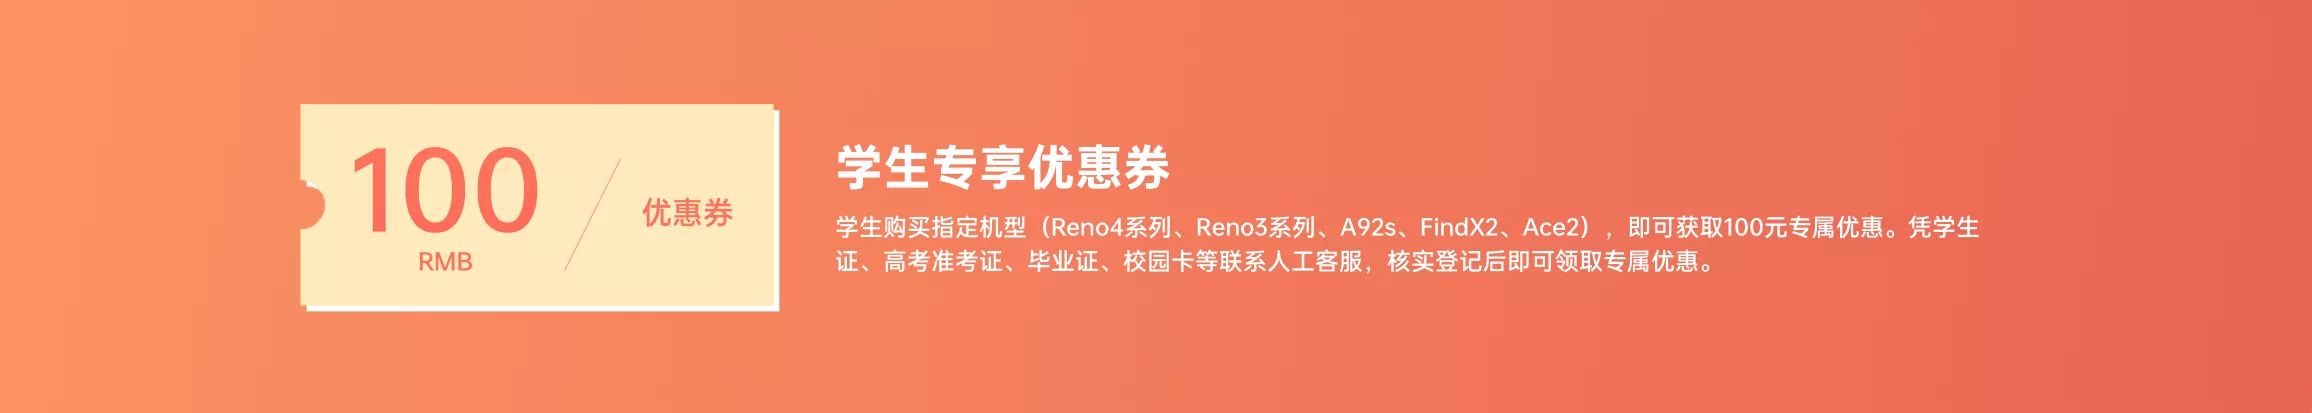 100
RMB
优惠券
学生专享优惠券
学生购买指定机型（Reno4系列、Reno3系列、A92s、FindX2、Ace2），即可获取100元专属优惠。凭学生
证、高考准考证、毕业证、校园卡等联系人工客服，核实登记后即可领取专属优惠。